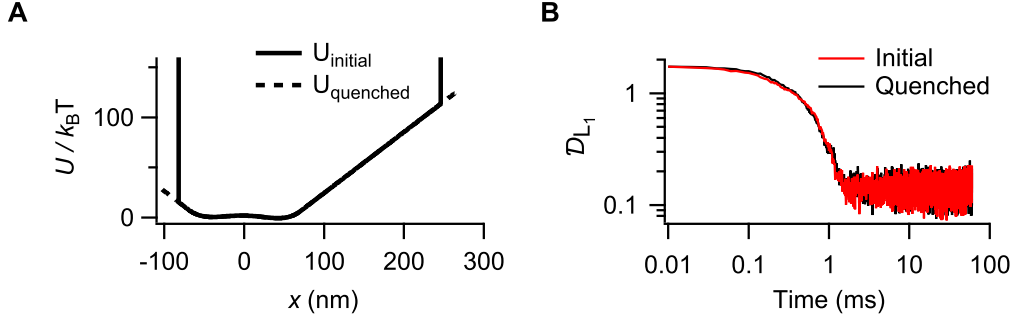 A
U_initial
U_quenched
U / k_BT
100
0
-100
0
100
200
300
x (nm)
B
Initial
Quenched
𝒟_L₁
1
0.1
0.01
0.1
1
10
100
Time (ms)